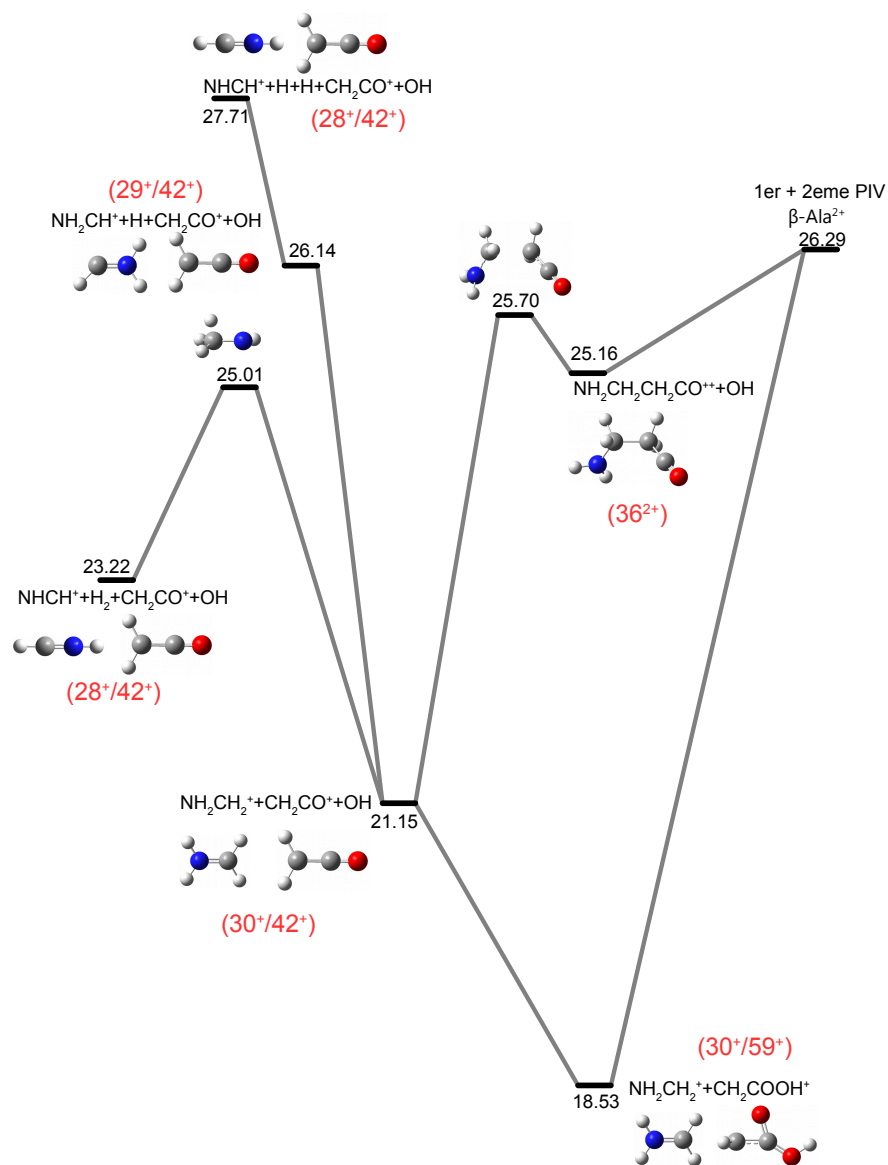 NHCH⁺+H+H+CH₂CO⁺+OH
27.71
(28⁺/42⁺)
(29⁺/42⁺)
NH₂CH⁺+H+CH₂CO⁺+OH
26.14
1er + 2eme PIV
β-Ala²⁺
26.29
25.70
25.16
NH₂CH₂CH₂CO⁺⁺+OH
(36²⁺)
25.01
23.22
NHCH⁺+H₂+CH₂CO⁺+OH
(28⁺/42⁺)
NH₂CH₂⁺+CH₂CO⁺+OH
21.15
(30⁺/42⁺)
(30⁺/59⁺)
NH₂CH₂⁺+CH₂COOH⁺
18.53